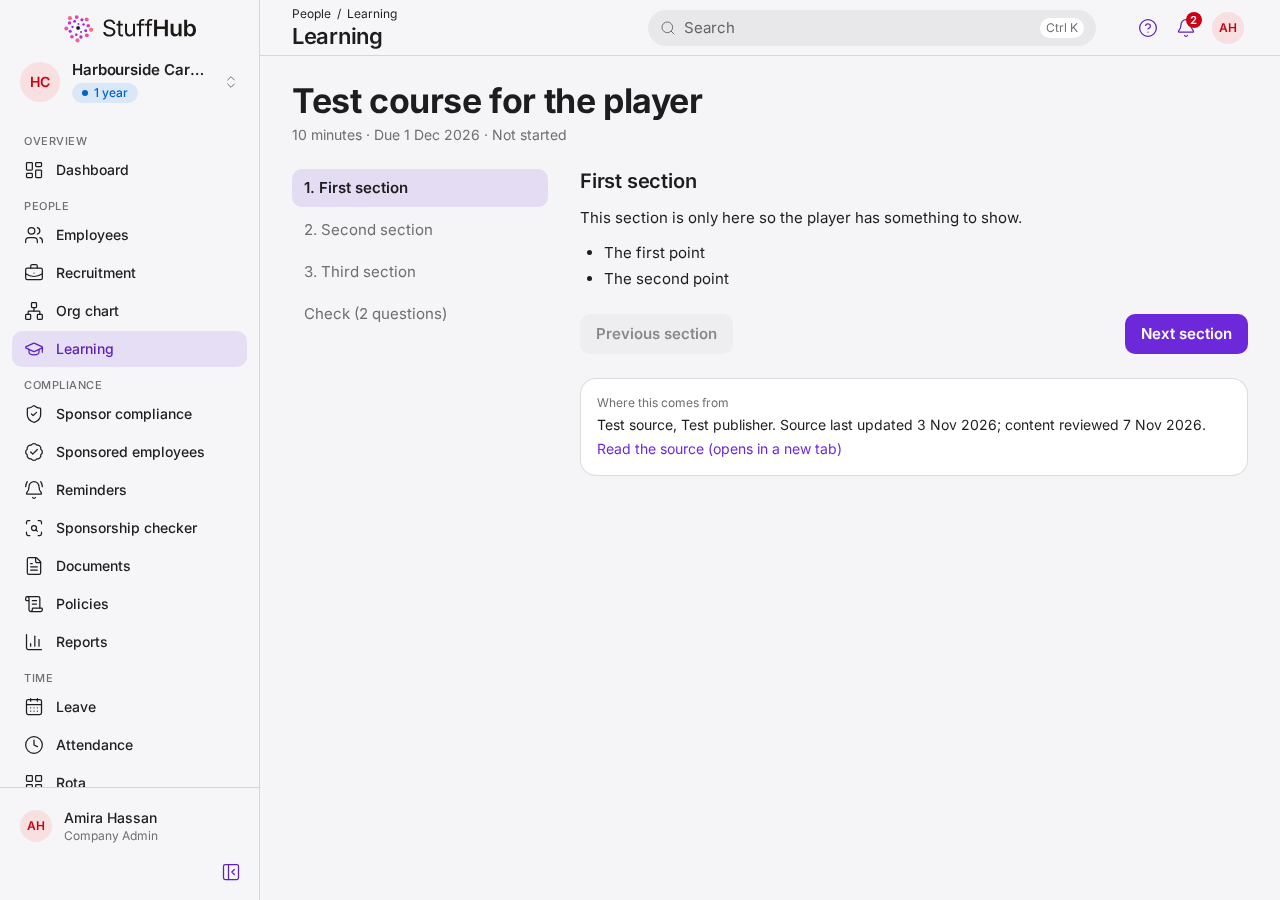 StuffHub
HC
Harbourside Car...
1 year
OVERVIEW
Dashboard
PEOPLE
Employees
Recruitment
Org chart
Learning
COMPLIANCE
Sponsor compliance
Sponsored employees
Reminders
Sponsorship checker
Documents
Policies
Reports
TIME
Leave
Attendance
Rota
AH
Amira Hassan
Company Admin
People / Learning
Learning
Search
Ctrl K
2
AH
Test course for the player
10 minutes · Due 1 Dec 2026 · Not started
1. First section
2. Second section
3. Third section
Check (2 questions)
First section
This section is only here so the player has something to show.
• The first point
• The second point
Previous section
Next section
Where this comes from
Test source, Test publisher. Source last updated 3 Nov 2026; content reviewed 7 Nov 2026.
Read the source (opens in a new tab)